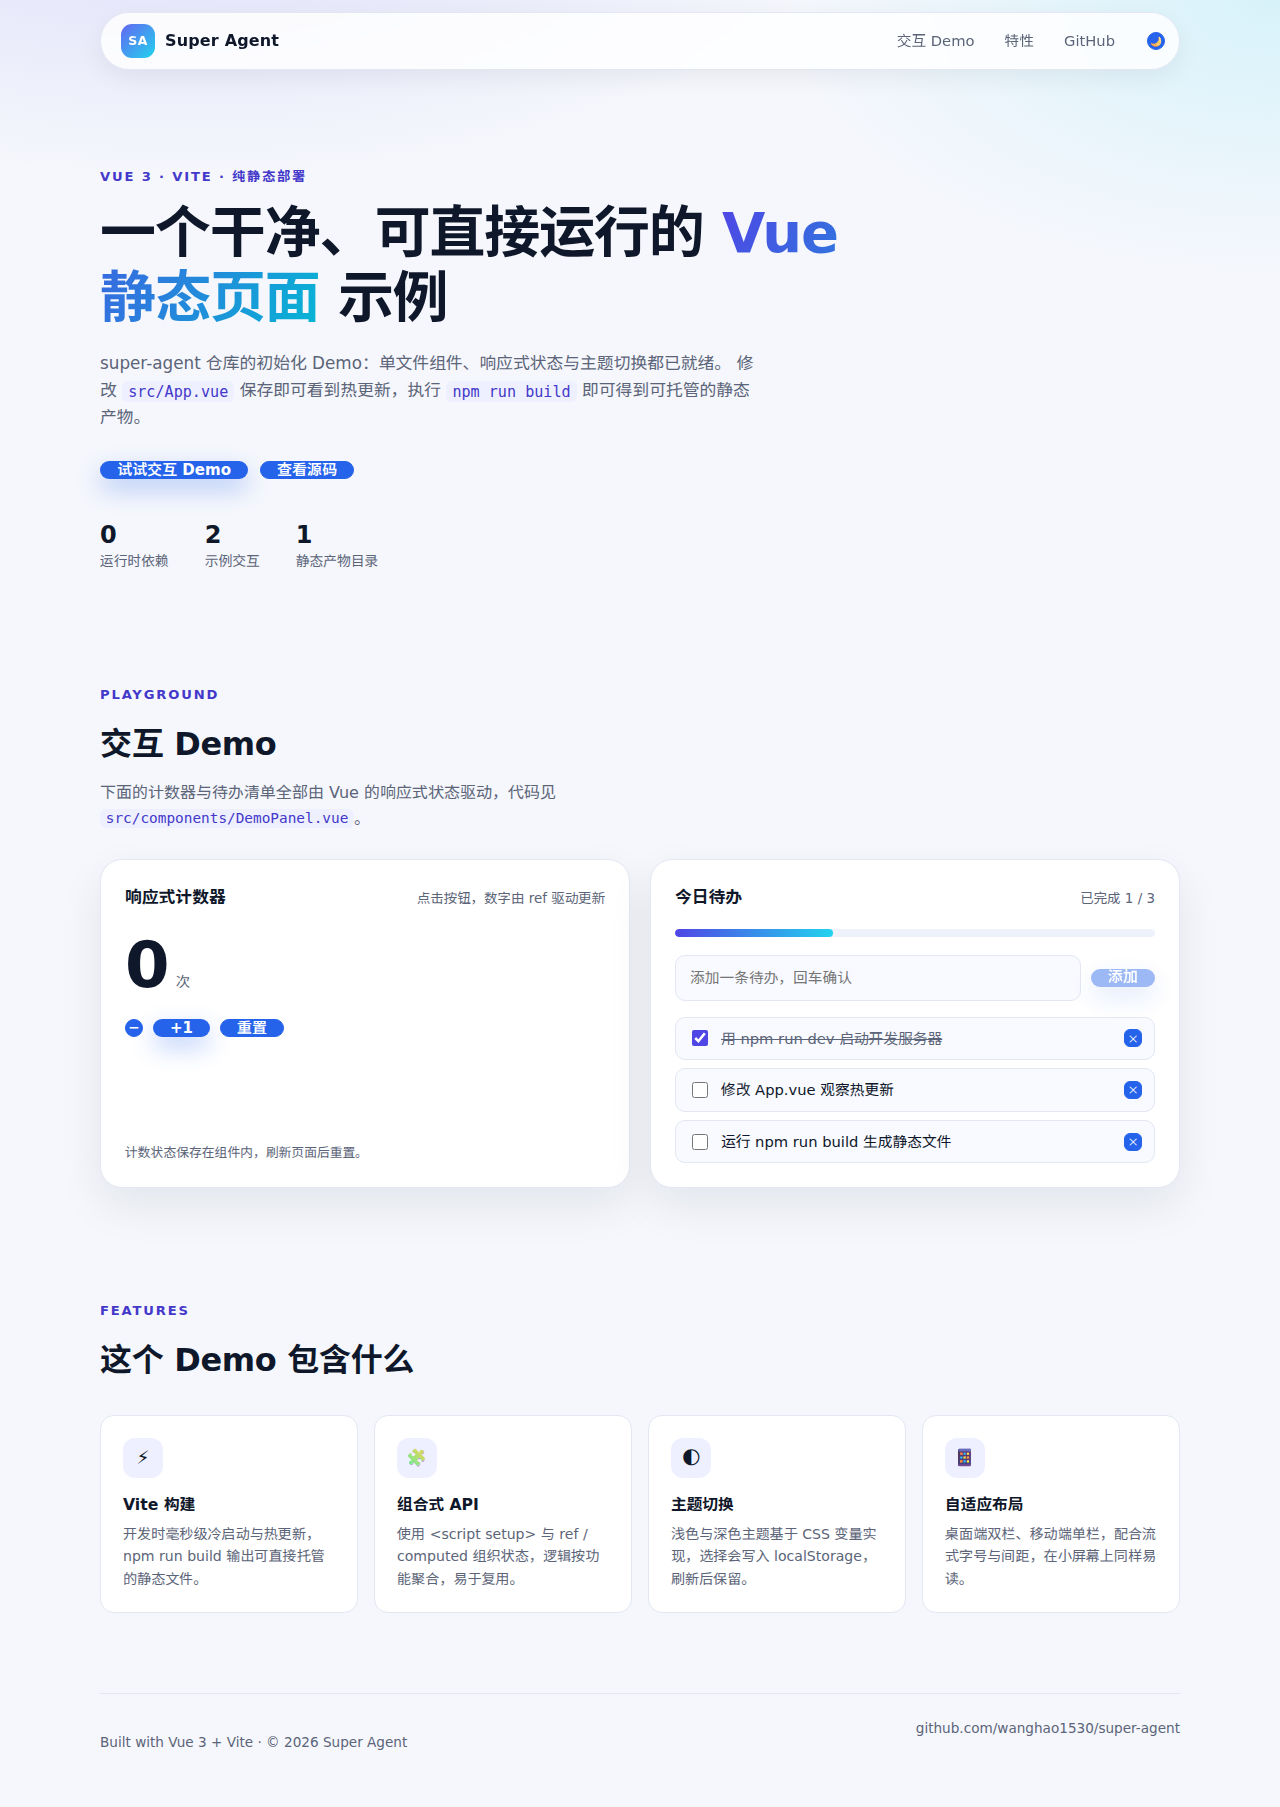 SA Super Agent 交互 Demo 特性 GitHub
VUE 3 · VITE · 纯静态部署
一个干净、可直接运行的 Vue
静态页面 示例
super-agent 仓库的初始化 Demo：单文件组件、响应式状态与主题切换都已就绪。 修
改 src/App.vue 保存即可看到热更新，执行 npm run build 即可得到可托管的静态
产物。
试试交互 Demo 查看源码
0 2 1
运行时依赖 示例交互 静态产物目录
PLAYGROUND
交互 Demo
下面的计数器与待办清单全部由 Vue 的响应式状态驱动，代码见
src/components/DemoPanel.vue 。
响应式计数器 点击按钮，数字由 ref 驱动更新
0 次
− +1 重置
计数状态保存在组件内，刷新页面后重置。
今日待办 已完成 1 / 3
添加一条待办，回车确认 添加
用 npm run dev 启动开发服务器 ×
修改 App.vue 观察热更新 ×
运行 npm run build 生成静态文件 ×
FEATURES
这个 Demo 包含什么
Vite 构建
开发时毫秒级冷启动与热更新，
npm run build 输出可直接托管
的静态文件。
组合式 API
使用 <script setup> 与 ref /
computed 组织状态，逻辑按功
能聚合，易于复用。
主题切换
浅色与深色主题基于 CSS 变量实
现，选择会写入 localStorage，
刷新后保留。
自适应布局
桌面端双栏、移动端单栏，配合流
式字号与间距，在小屏幕上同样易
读。
Built with Vue 3 + Vite · © 2026 Super Agent
github.com/wanghao1530/super-agent